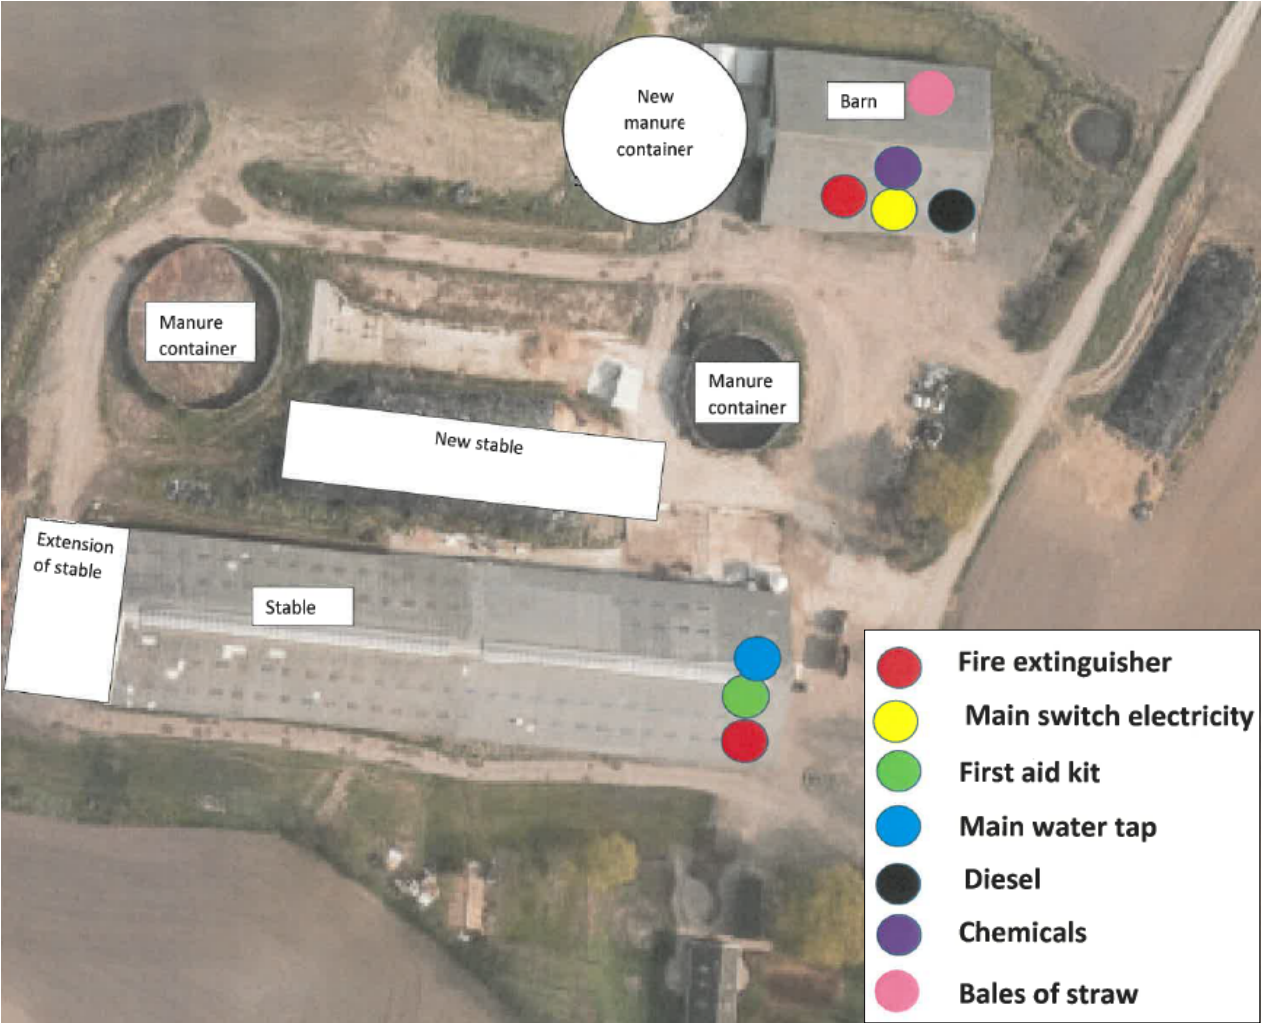 New
manure
container
Barn
Manure
container
Manure
container
New stable
Extension
of stable
Stable
Fire extinguisher
Main switch electricity
First aid kit
Main water tap
Diesel
Chemicals
Bales of straw